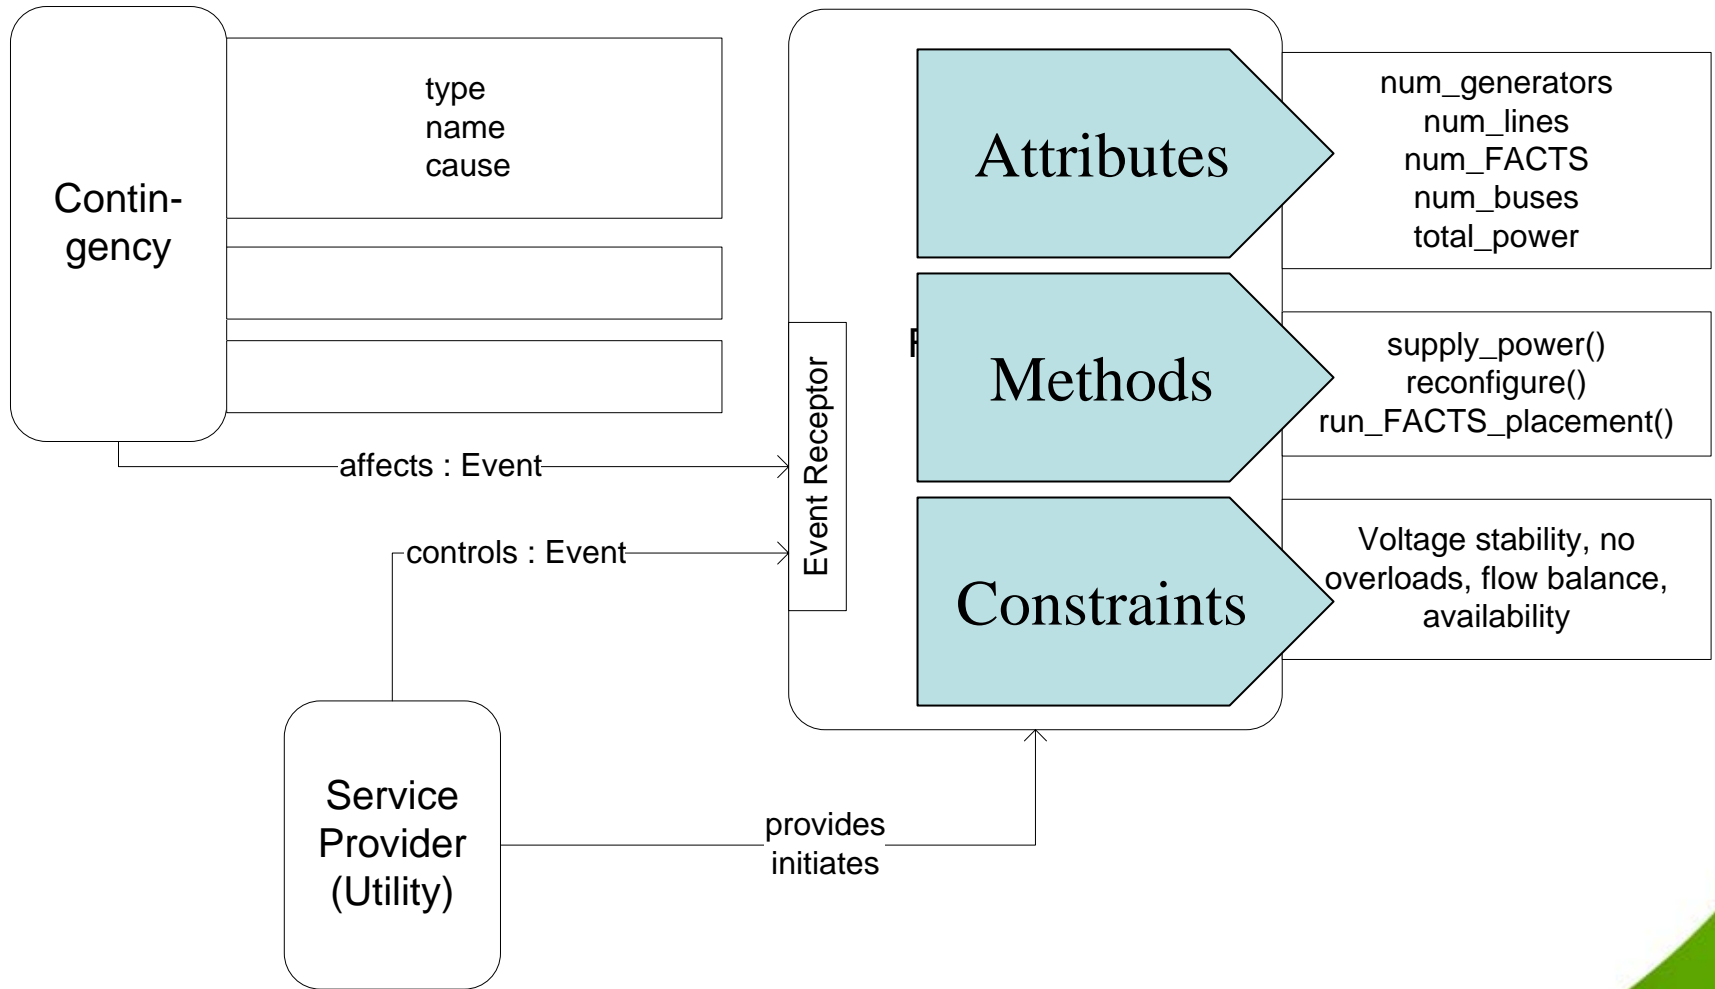 Contin-
gency
type
name
cause
affects : Event
controls : Event
Event Receptor
Attributes
Methods
Constraints
num_generators
num_lines
num_FACTS
num_buses
total_power
supply_power()
reconfigure()
run_FACTS_placement()
Voltage stability, no
overloads, flow balance,
availability
Service
Provider
(Utility)
provides
initiates